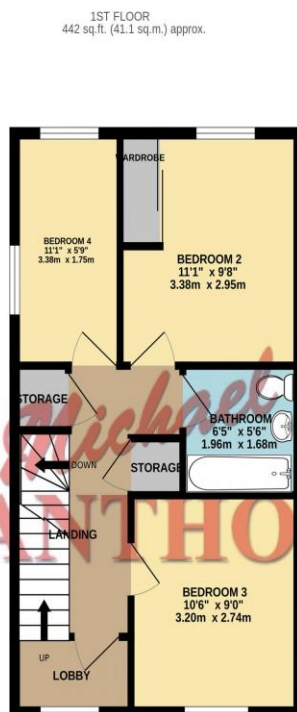 1ST FLOOR
442 sq.ft. (41.1 sq.m.) approx.
WARDROBE
BEDROOM 4
11'1" x 5'9"
3.38m x 1.75m
BEDROOM 2
11'1" x 9'8"
3.38m x 2.95m
STORAGE
BATHROOM
6'5" x 5'6"
1.96m x 1.68m
Michael
DOWN
STORAGE
LANDING
ANTHO
BEDROOM 3
10'6" x 9'0"
3.20m x 2.74m
UP
LOBBY